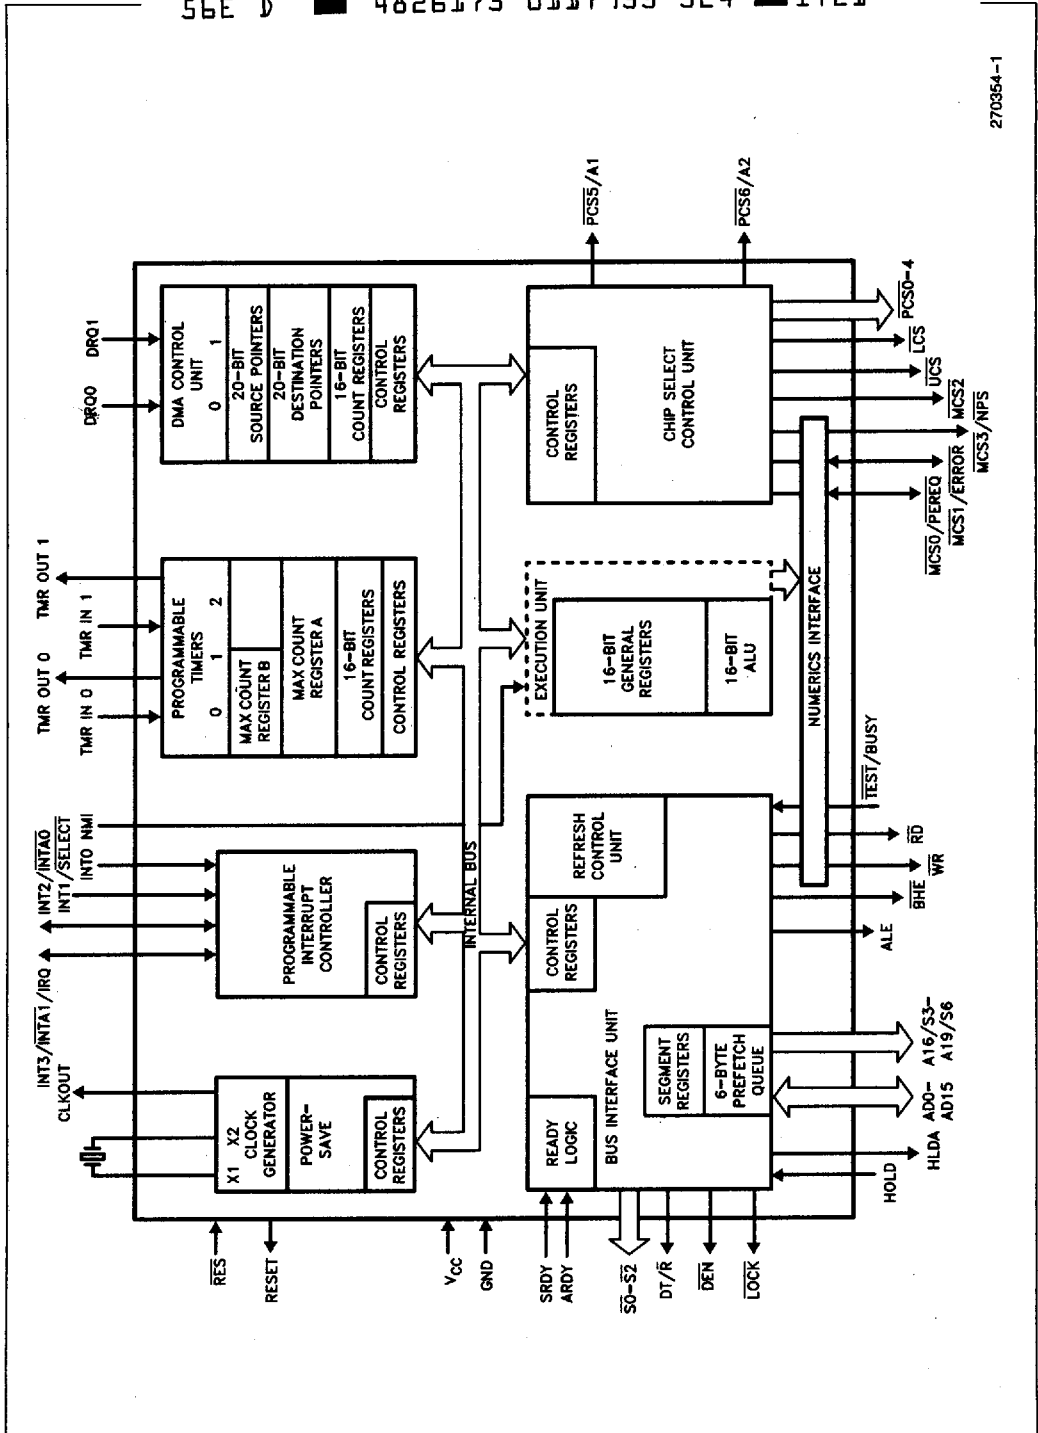 INT3/INTA1/IRQ
INT2/INTA0
INT1/SELECT
INT0 NMI
TMR OUT 0
TMR IN 0
TMR OUT 1
TMR IN 1
DRQ0 DRQ1
CLKOUT
X1 X2
CLOCK
GENERATOR
POWER-
SAVE
CONTROL
REGISTERS
PROGRAMMABLE
INTERRUPT
CONTROLLER
CONTROL
REGISTERS
PROGRAMMABLE
TIMERS
0 1 2
MAX COUNT
REGISTER B
MAX COUNT
REGISTER A
16-BIT
COUNT REGISTERS
CONTROL REGISTERS
DMA CONTROL
UNIT
0 1
20-BIT
SOURCE POINTERS
20-BIT
DESTINATION
POINTERS
16-BIT
COUNT REGISTERS
CONTROL
REGISTERS
RES
RESET
VCC
GND
INTERNAL BUS
SRDY
ARDY
S0-S2
DT/R
DEN
LOCK
READY
LOGIC
BUS INTERFACE UNIT
CONTROL
REGISTERS
REFRESH
CONTROL
UNIT
SEGMENT
REGISTERS
6-BYTE
PREFETCH
QUEUE
EXECUTION UNIT
16-BIT
GENERAL
REGISTERS
16-BIT
ALU
CONTROL
REGISTERS
CHIP SELECT
CONTROL UNIT
PCS5/A1
PCS6/A2
NUMERICS INTERFACE
HOLD
HLDA
AD0-
AD15
A16/S3-
A19/S6
ALE
BHE
WR
RD
TEST/BUSY
MCS0/PEREQ
MCS1/ERROR
MCS3/NPS
MCS2
UCS
LCS
PCS0-4
270354-1